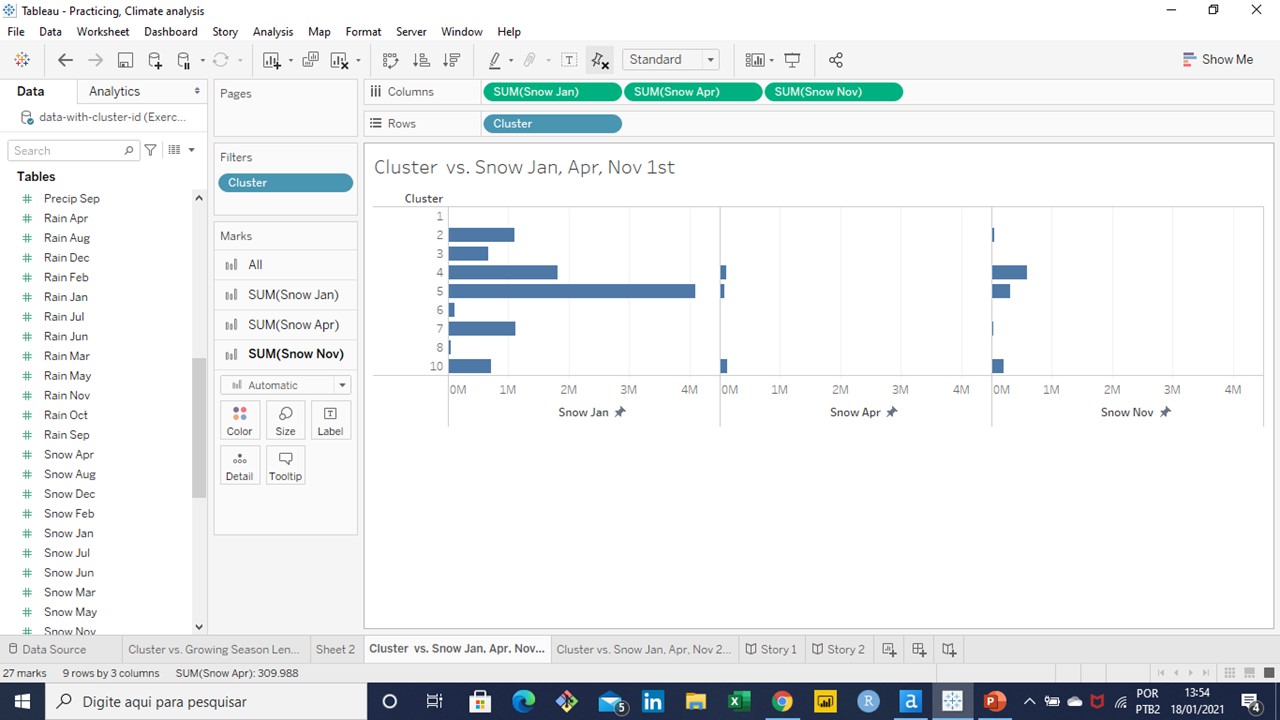 Tableau - Practicing, Climate analysis
File Data Worksheet Dashboard Story Analysis Map Format Server Window Help
Standard
Show Me
Data
Analytics
data-with-cluster-id (Exerc...
Search
Tables
Precip Sep
Rain Apr
Rain Aug
Rain Dec
Rain Feb
Rain Jan
Rain Jul
Rain Jun
Rain Mar
Rain May
Rain Nov
Rain Oct
Rain Sep
Snow Apr
Snow Aug
Snow Dec
Snow Feb
Snow Jan
Snow Jul
Snow Jun
Snow Mar
Snow May
Snow Nov
Pages
Filters
Cluster
Marks
All
SUM(Snow Jan)
SUM(Snow Apr)
SUM(Snow Nov)
Automatic
Color Size Label
Detail Tooltip
Columns SUM(Snow Jan) SUM(Snow Apr) SUM(Snow Nov)
Rows Cluster
Cluster vs. Snow Jan, Apr, Nov 1st
Cluster
1
2
3
4
5
6
7
8
10
0M 1M 2M 3M 4M 0M 1M 2M 3M 4M 0M 1M 2M 3M 4M
Snow Jan Snow Apr Snow Nov
Data Source Cluster vs. Growing Season Len... Sheet 2 Cluster vs. Snow Jan, Apr, Nov... Cluster vs. Snow Jan, Apr, Nov 2... Story 1 Story 2
27 marks 9 rows by 3 columns SUM(Snow Apr): 309.988
Digite aqui para pesquisar
5
in
R
a
P
POR
PTB2
13:54
18/01/2021
4